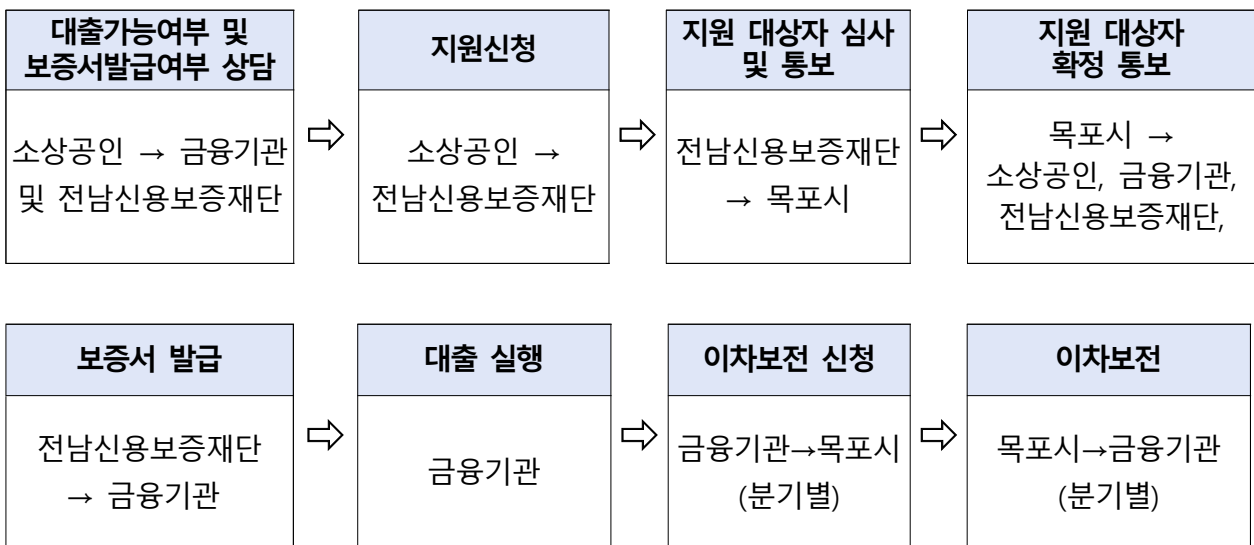 대출가능여부 및
보증서발급여부 상담
소상공인 → 금융기관
및 전남신용보증재단
지원신청
소상공인 →
전남신용보증재단
지원 대상자 심사
및 통보
전남신용보증재단
→ 목포시
지원 대상자
확정 통보
목포시 →
소상공인, 금융기관,
전남신용보증재단,
보증서 발급
전남신용보증재단
→ 금융기관
대출 실행
금융기관
이차보전 신청
금융기관→목포시
(분기별)
이차보전
목포시→금융기관
(분기별)